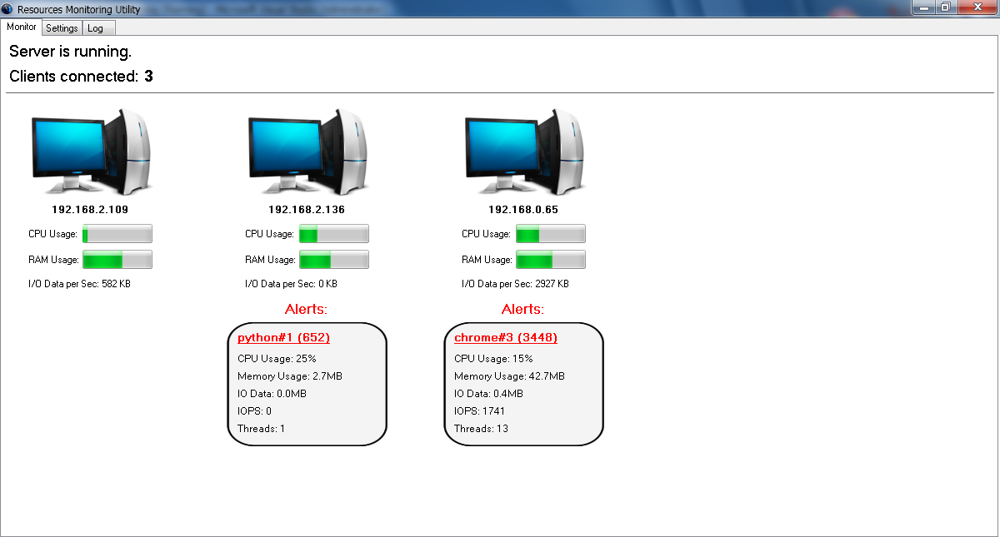 Resources Monitoring Utility
Monitor Settings Log
Server is running.
Clients connected: 3
192.168.2.109 192.168.2.136 192.168.0.65
CPU Usage: CPU Usage: CPU Usage:
RAM Usage: RAM Usage: RAM Usage:
I/O Data per Sec: 582 KB I/O Data per Sec: 0 KB I/O Data per Sec: 2927 KB
Alerts: Alerts:
python#1 (652) chrome#3 (3448)
CPU Usage: 25% CPU Usage: 15%
Memory Usage: 2.7MB Memory Usage: 42.7MB
IO Data: 0.0MB IO Data: 0.4MB
IOPS: 0 IOPS: 1741
Threads: 1 Threads: 13